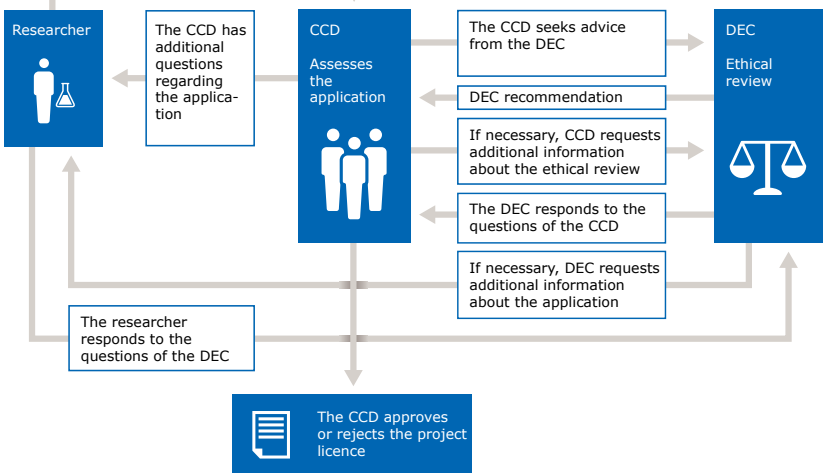 Researcher
The CCD has
additional
questions
regarding
the applica-
tion
CCD
Assesses
the
application
The CCD seeks advice
from the DEC
DEC
Ethical
review
DEC recommendation
If necessary, CCD requests
additional information
about the ethical review
The DEC responds to the
questions of the CCD
If necessary, DEC requests
additional information
about the application
The researcher
responds to the
questions of the DEC
The CCD approves
or rejects the project
licence